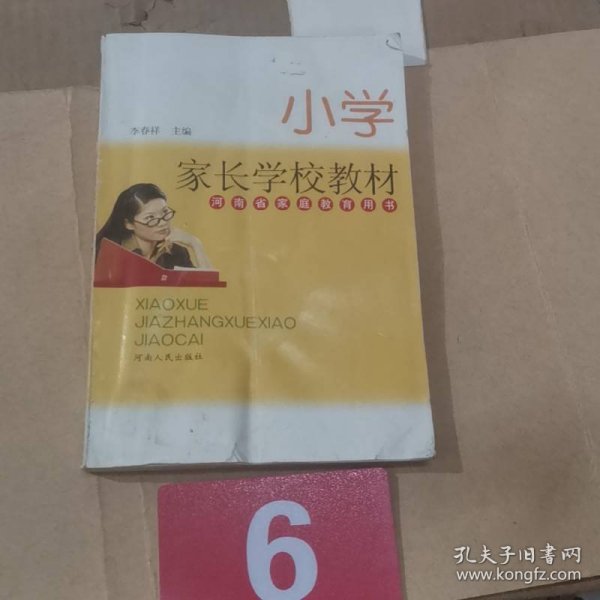 小学
李春祥 主编
家长学校教材
河南省家庭教育用书
XIAOXUE
JIAZHANGXUEXIAO
JIAOCAI
河南人民出版社
6
孔夫子旧书网
www.kongfz.com